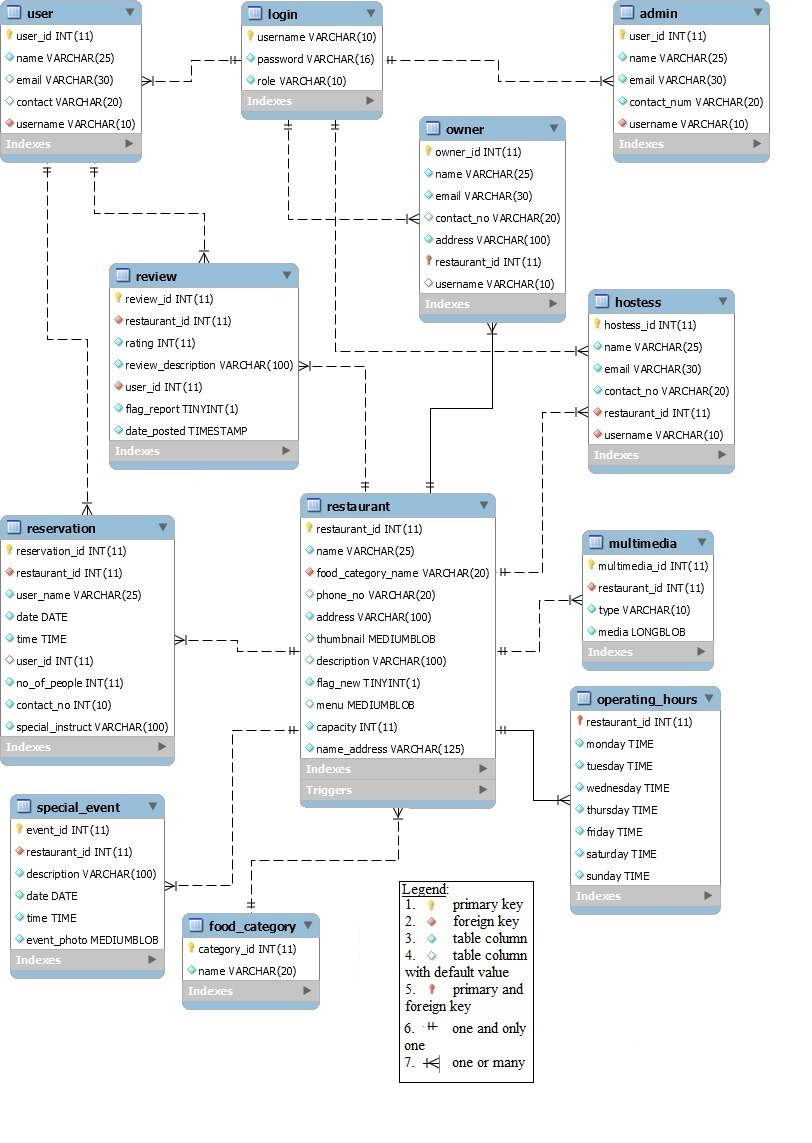 user
user_id INT(11)
name VARCHAR(25)
email VARCHAR(30)
contact VARCHAR(20)
username VARCHAR(10)
Indexes
login
username VARCHAR(10)
password VARCHAR(16)
role VARCHAR(10)
Indexes
admin
user_id INT(11)
name VARCHAR(25)
email VARCHAR(30)
contact_num VARCHAR(20)
username VARCHAR(10)
Indexes
owner
owner_id INT(11)
name VARCHAR(25)
email VARCHAR(30)
contact_no VARCHAR(20)
address VARCHAR(100)
restaurant_id INT(11)
username VARCHAR(10)
Indexes
review
review_id INT(11)
restaurant_id INT(11)
rating INT(11)
review_description VARCHAR(100)
user_id INT(11)
flag_report TINYINT(1)
date_posted TIMESTAMP
Indexes
hostess
hostess_id INT(11)
name VARCHAR(25)
email VARCHAR(30)
contact_no VARCHAR(20)
restaurant_id INT(11)
username VARCHAR(10)
Indexes
restaurant
restaurant_id INT(11)
name VARCHAR(25)
food_category_name VARCHAR(20)
phone_no VARCHAR(20)
address VARCHAR(100)
thumbnail MEDIUMBLOB
description VARCHAR(100)
flag_new TINYINT(1)
menu MEDIUMBLOB
capacity INT(11)
name_address VARCHAR(125)
Indexes
Triggers
reservation
reservation_id INT(11)
restaurant_id INT(11)
user_name VARCHAR(25)
date DATE
time TIME
user_id INT(11)
no_of_people INT(11)
contact_no INT(10)
special_instruct VARCHAR(100)
Indexes
multimedia
multimedia_id INT(11)
restaurant_id INT(11)
type VARCHAR(10)
media LONGBLOB
Indexes
operating_hours
restaurant_id INT(11)
monday TIME
tuesday TIME
wednesday TIME
thursday TIME
friday TIME
saturday TIME
sunday TIME
Indexes
special_event
event_id INT(11)
restaurant_id INT(11)
description VARCHAR(100)
date DATE
time TIME
event_photo MEDIUMBLOB
Indexes
food_category
category_id INT(11)
name VARCHAR(20)
Indexes
Legend:
1. primary key
2. foreign key
3. table column
4. table column
with default value
5. primary and
foreign key
6. one and only
one
7. one or many